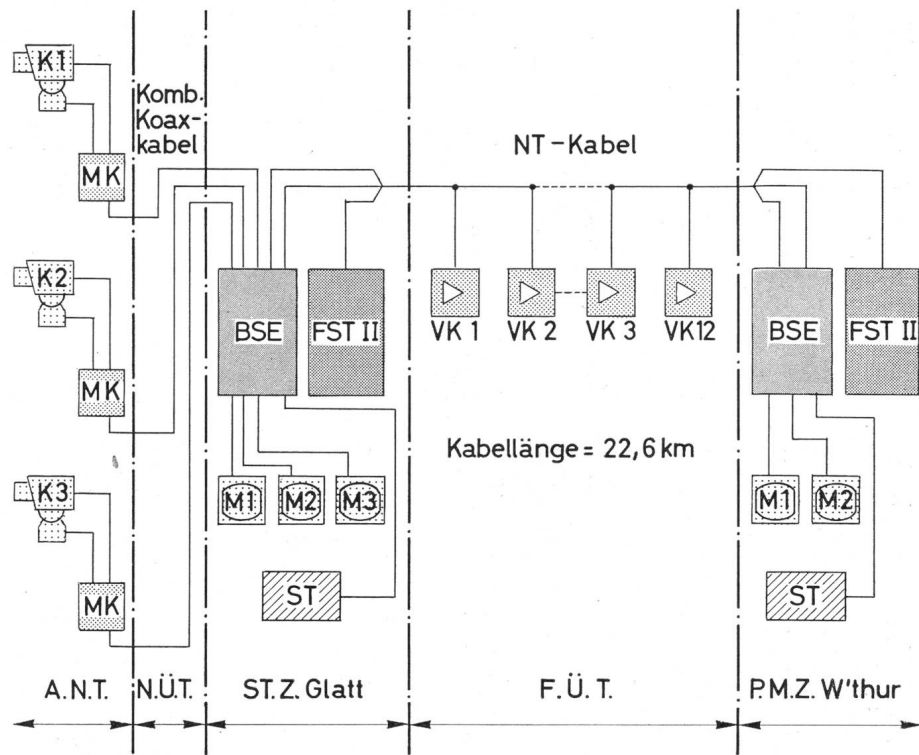 K1
MK
K2
MK
K3
MK
Komb.
Koax-
kabel
BSE
FST II
M1
M2
M3
ST
NT-Kabel
VK 1
VK 2
VK 3
VK12
Kabellänge = 22,6 km
BSE
FST II
M1
M2
ST
A.N.T.
N.Ü.T.
ST. Z. Glatt
F. Ü. T.
P.M.Z. W'thur